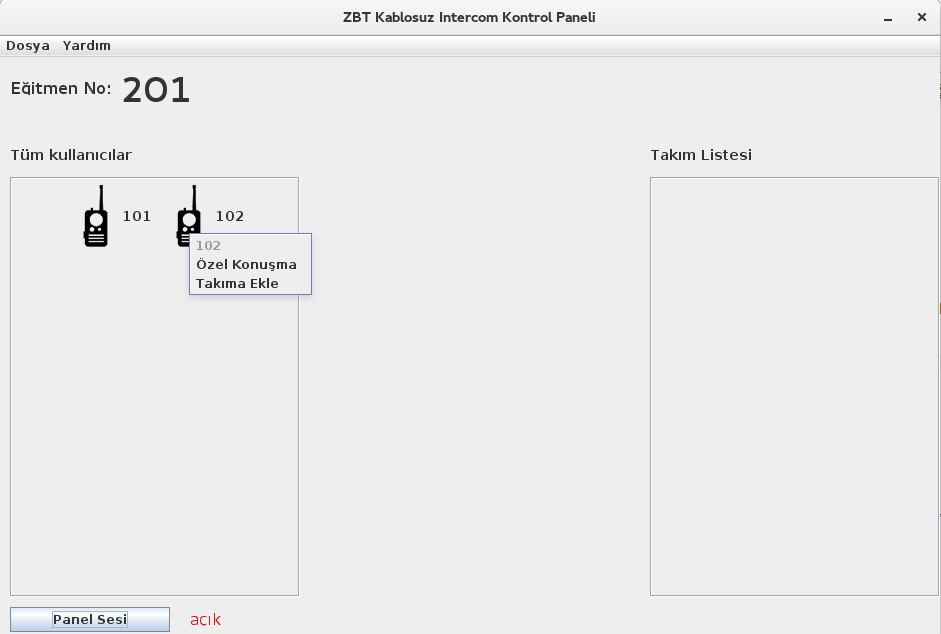 ZBT Kablosuz Intercom Kontrol Paneli
Dosya Yardım
Eğitmen No: 201
Tüm kullanıcılar
Takım Listesi
101
102
102
Özel Konuşma
Takıma Ekle
Panel Sesi
açık